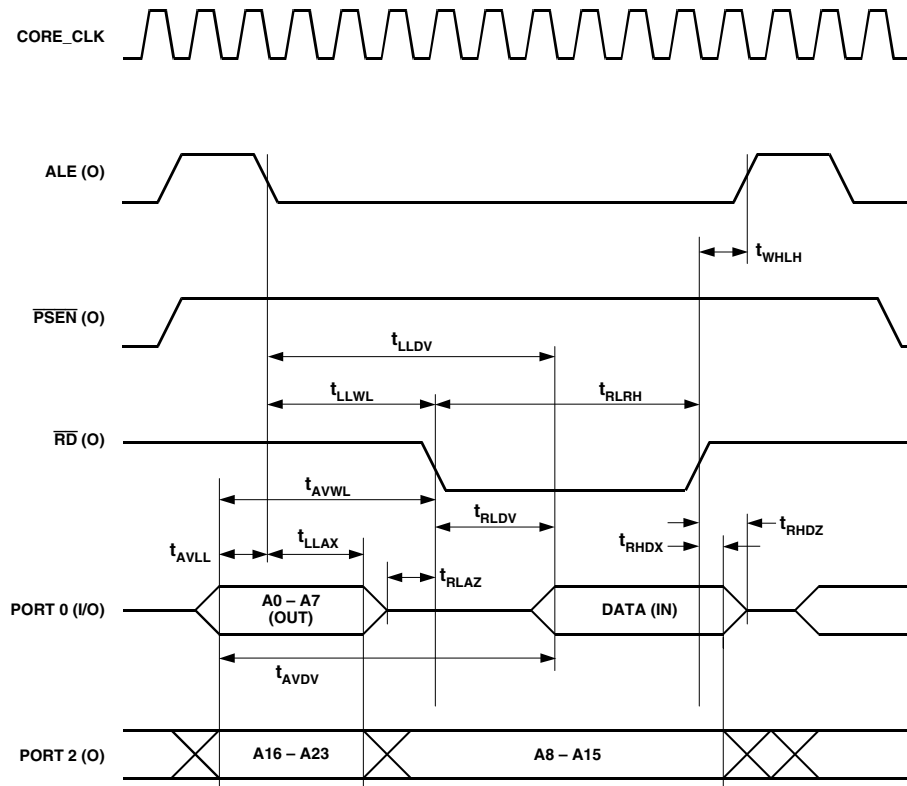 CORE_CLK
ALE (O)
tWHLH
PSEN (O)
tLLDV
tLLWL
tRLRH
RD (O)
tAVWL
tRLDV
tRHDZ
tAVLL
tLLAX
tRHDX
tRLAZ
PORT 0 (I/O)
A0 – A7
(OUT)
DATA (IN)
tAVDV
PORT 2 (O)
A16 – A23
A8 – A15